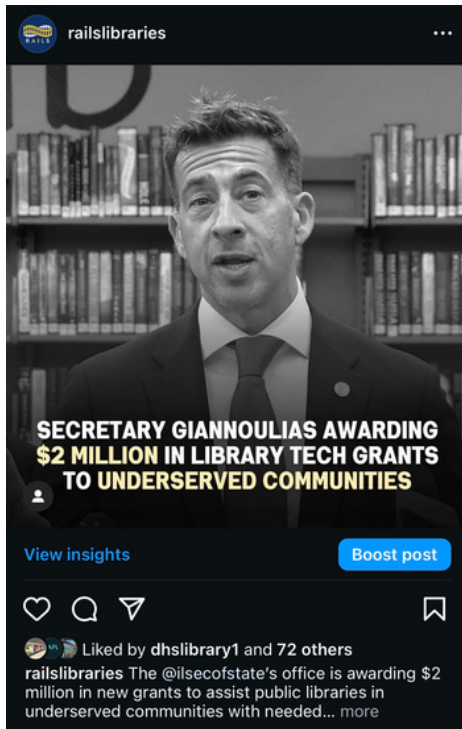 RAILS
railslibraries
SECRETARY GIANNOULIAS AWARDING
$2 MILLION IN LIBRARY TECH GRANTS
TO UNDERSERVED COMMUNITIES
View insights
Boost post
Liked by dhslibrary1 and 72 others
railslibraries The @ilsecofstate's office is awarding $2
million in new grants to assist public libraries in
underserved communities with needed... more